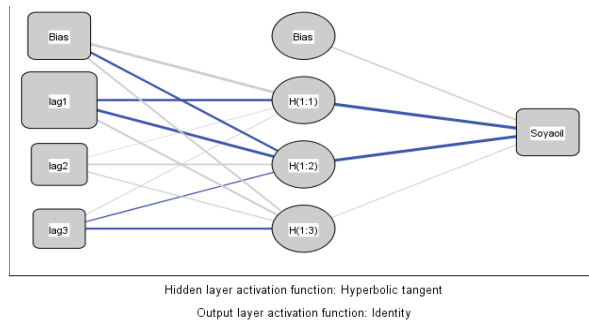 Bias
Bias
lag1
H(1:1)
Soyaoil
lag2
H(1:2)
lag3
H(1:3)
Hidden layer activation function: Hyperbolic tangent
Output layer activation function: Identity